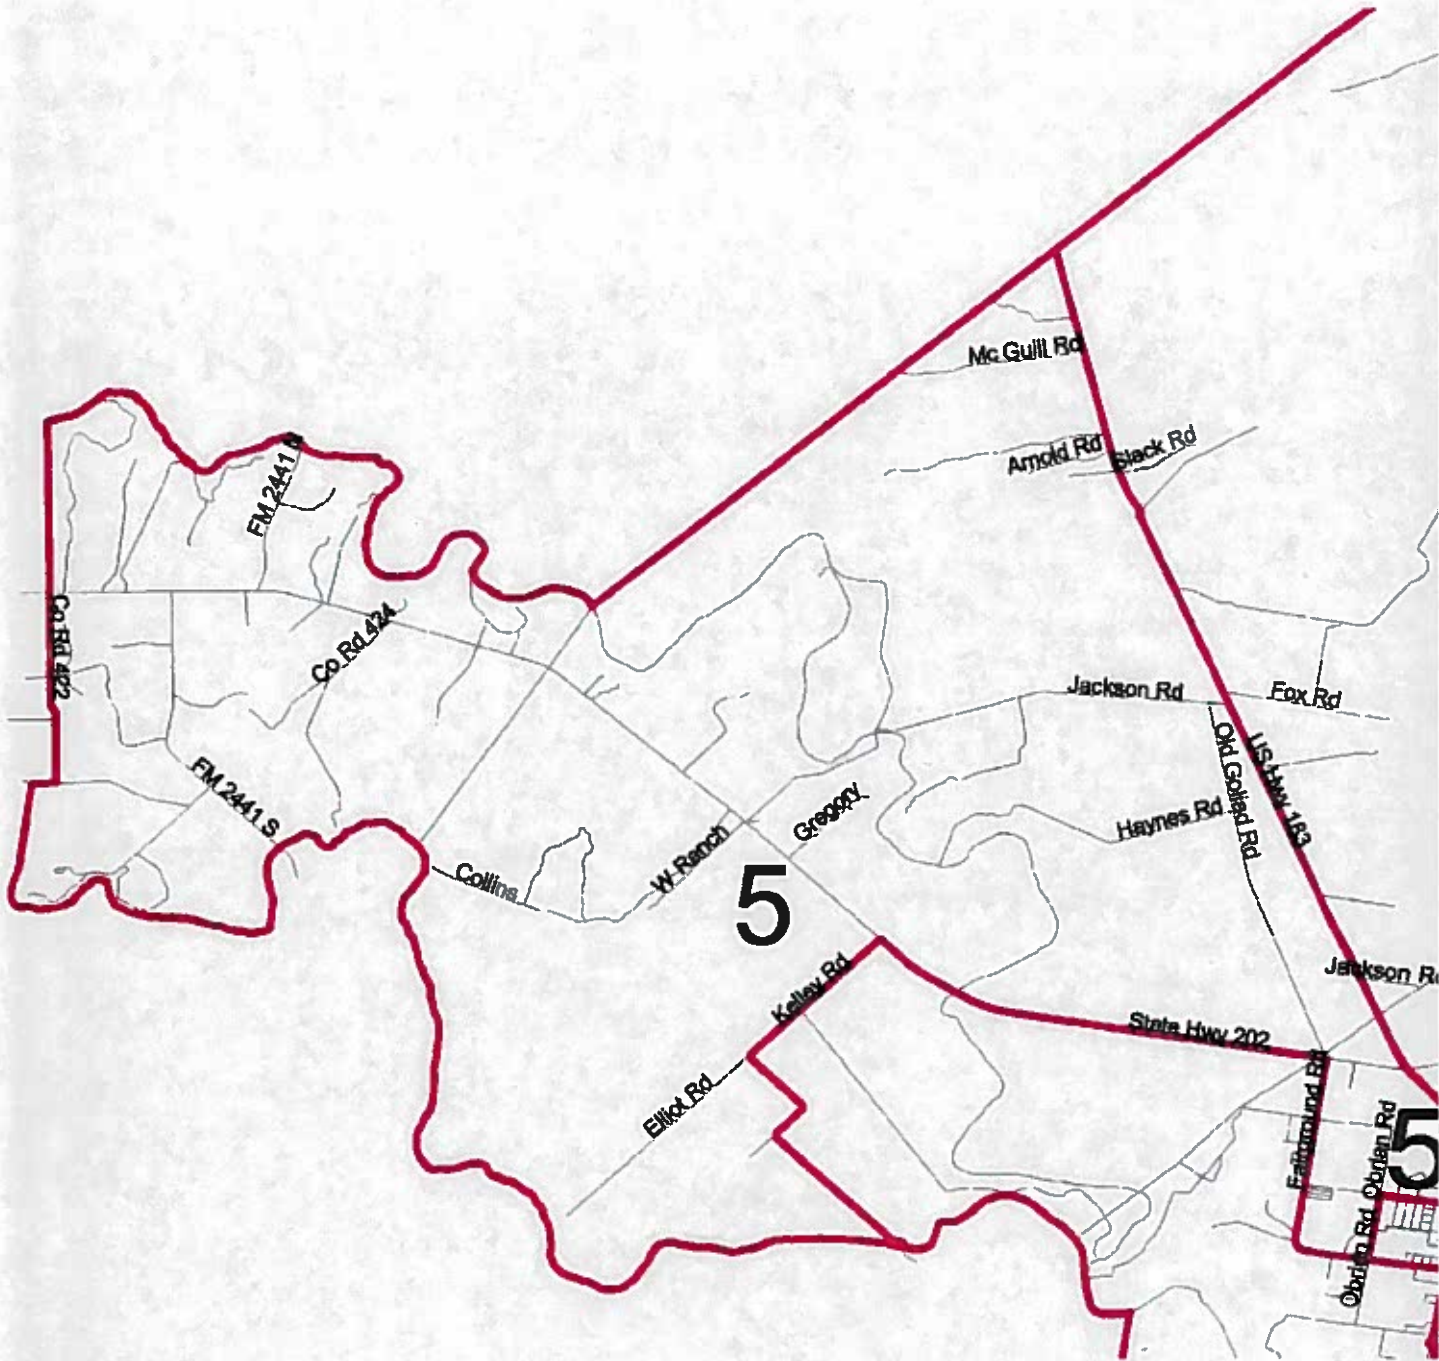 Mc Guill Rd
Arnold Rd
Slack Rd
FM 2441 N
Co Rd 422
Co Rd 424
Jackson Rd
Fox Rd
Old Goliad Rd
US Hwy 183
FM 2441 S
Gregory
Haynes Rd
W Ranch
Collins
5
Kelley Rd
Jackson Rd
State Hwy 202
Elliot Rd
Fairground Rd
Obrian Rd
5
Obrien Rd